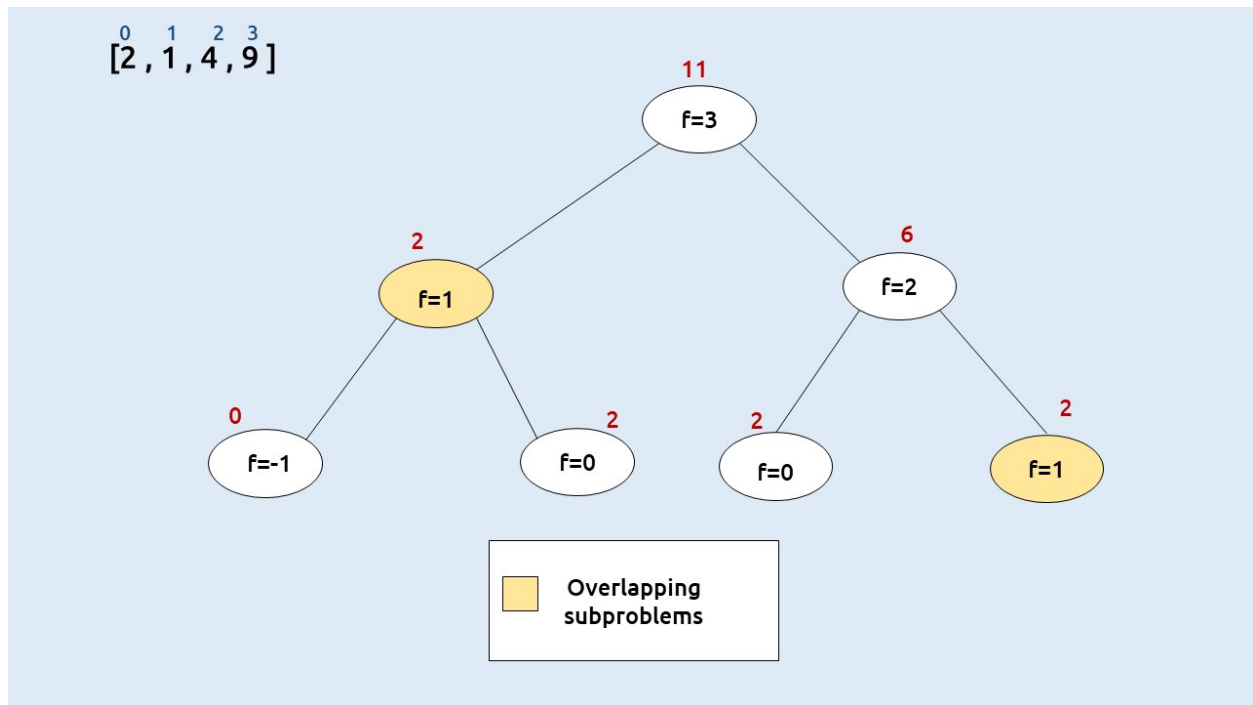 0 1 2 3
[2 , 1 , 4 , 9 ]
11
f=3
2
6
f=1
f=2
0
2
2
2
f=-1
f=0
f=0
f=1
Overlapping
subproblems